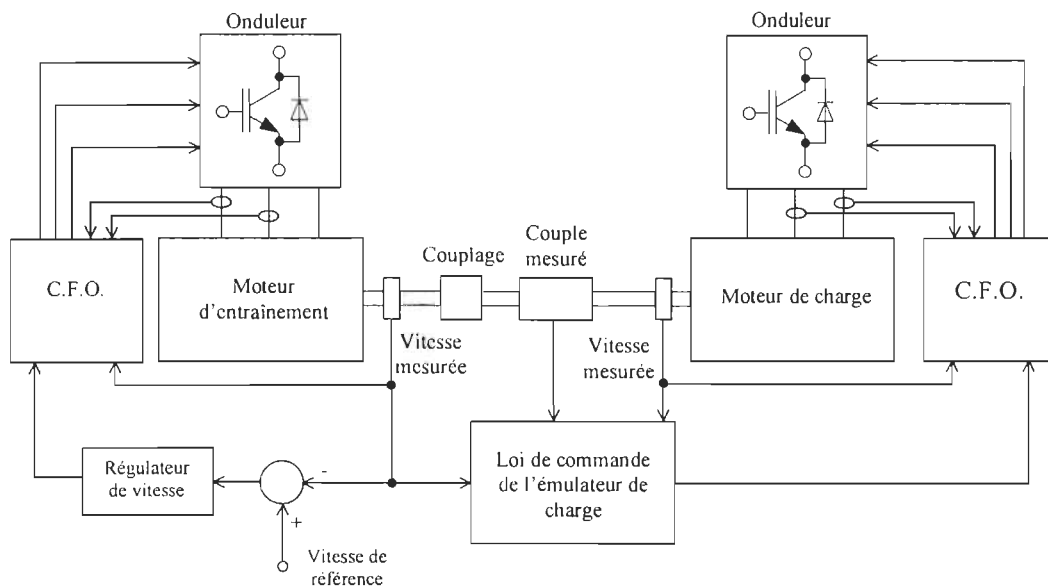 Onduleur
Onduleur
C.F.O.
Moteur
d'entraînement
Couplage
Couple
mesuré
Moteur de charge
C.F.O.
Vitesse
mesurée
Vitesse
mesurée
Régulateur
de vitesse
-
+
Vitesse de
référence
Loi de commande
de l'émulateur de
charge